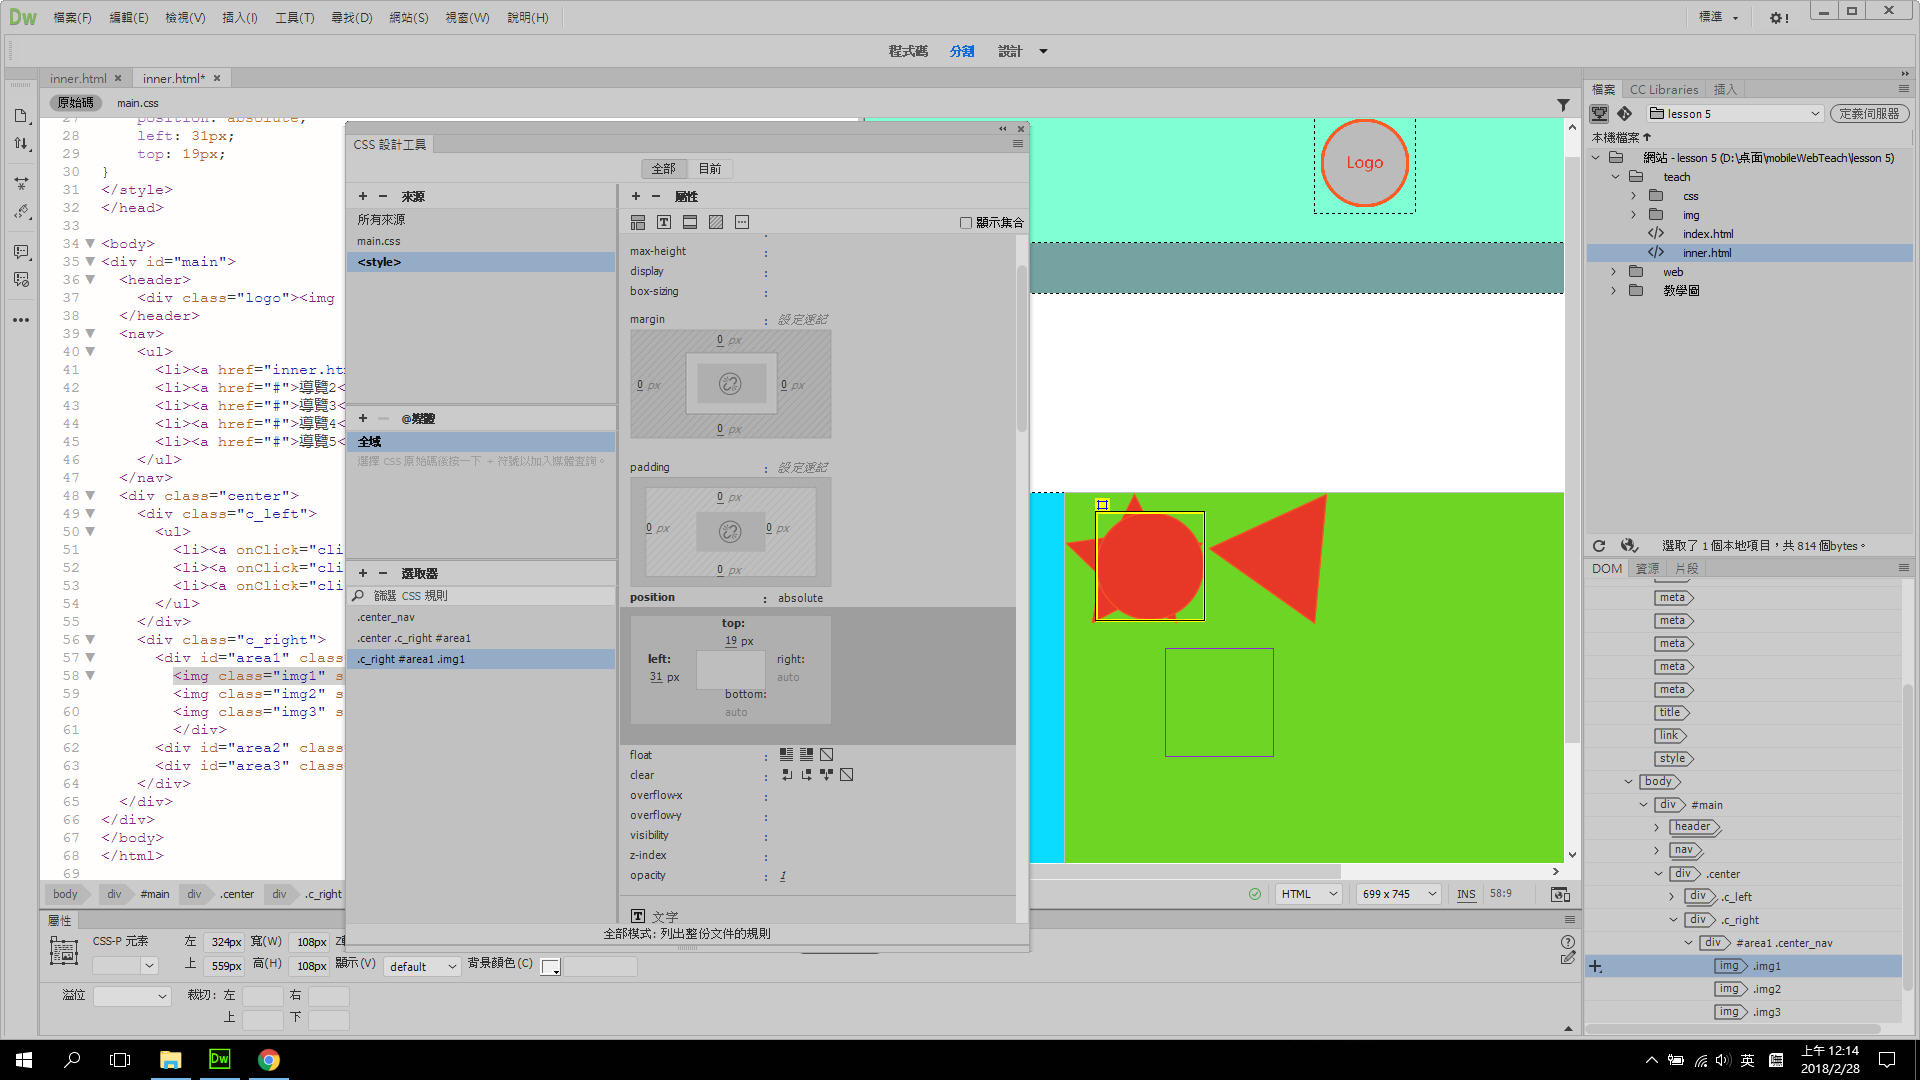 Dw 檔案(F) 編輯(E) 檢視(V) 插入(I) 工具(T) 尋找(D) 網站(S) 視窗(W) 說明(H) 標準
程式碼 分割 設計
inner.html inner.html*
原始碼 main.css
27 position: absolute;
28 left: 31px;
29 top: 19px;
30 }
31 </style>
32 </head>
33
34 <body>
35 <div id="main">
36 <header>
37 <div class="logo"><img
38 </header>
39 <nav>
40 <ul>
41 <li><a href="inner.ht
42 <li><a href="#">導覽2<
43 <li><a href="#">導覽3<
44 <li><a href="#">導覽4<
45 <li><a href="#">導覽5<
46 </ul>
47 </nav>
48 <div class="center">
49 <div class="c_left">
50 <ul>
51 <li><a onClick="cli
52 <li><a onClick="cli
53 <li><a onClick="cli
54 </ul>
55 </div>
56 <div class="c_right">
57 <div id="area1" clas
58 <img class="img1" s
59 <img class="img2" s
60 <img class="img3" s
61 </div>
62 <div id="area2" clas
63 <div id="area3" clas
64 </div>
65 </div>
66 </div>
67 </body>
68 </html>
69
body div #main div .center div .c_right
CSS 設計工具
全部 目前
來源
所有來源
main.css
<style>
@媒體
全域
選擇 CSS 原始碼後按一下 + 符號以加入媒體查詢。
選取器
篩選 CSS 規則
.center_nav
.center .c_right #area1
.c_right #area1 .img1
屬性
顯示集合
max-height :
display :
box-sizing :
margin : 設定速記
0 px
0 px 0 px
0 px
padding : 設定速記
0 px
0 px 0 px
0 px
position : absolute
top:
19 px
left: right:
31 px auto
bottom:
auto
float :
clear :
overflow-x :
overflow-y :
visibility :
z-index :
opacity : 1
T 文字
全部模式: 列出整份文件的規則
Logo
HTML 699 x 745 INS 58:9
屬性
CSS-P 元素 左 324px 寬(W) 108px
上 559px 高(H) 108px 顯示(V) default 背景顏色(C)
溢位 裁切: 左 右
上 下
檔案 CC Libraries 插入
lesson 5 定義伺服器
本機檔案
網站 - lesson 5 (D:\桌面\mobileWebTeach\lesson 5)
teach
css
img
index.html
inner.html
web
教學圖
選取了 1 個本地項目，共 814 個bytes。
DOM 資源 片段
meta
meta
meta
meta
meta
title
link
style
body
div #main
header
nav
div .center
div .c_left
div .c_right
div #area1 .center_nav
img .img1
img .img2
img .img3
Dw
英
上午 12:14
2018/2/28